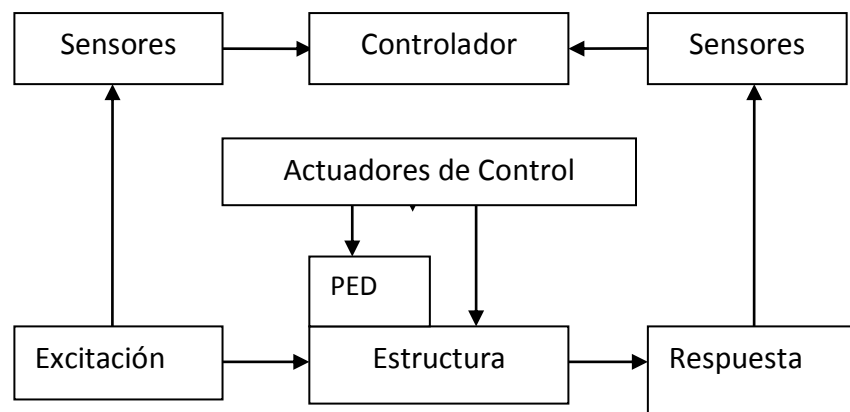 Sensores
Controlador
Sensores
Actuadores de Control
PED
Excitación
Estructura
Respuesta